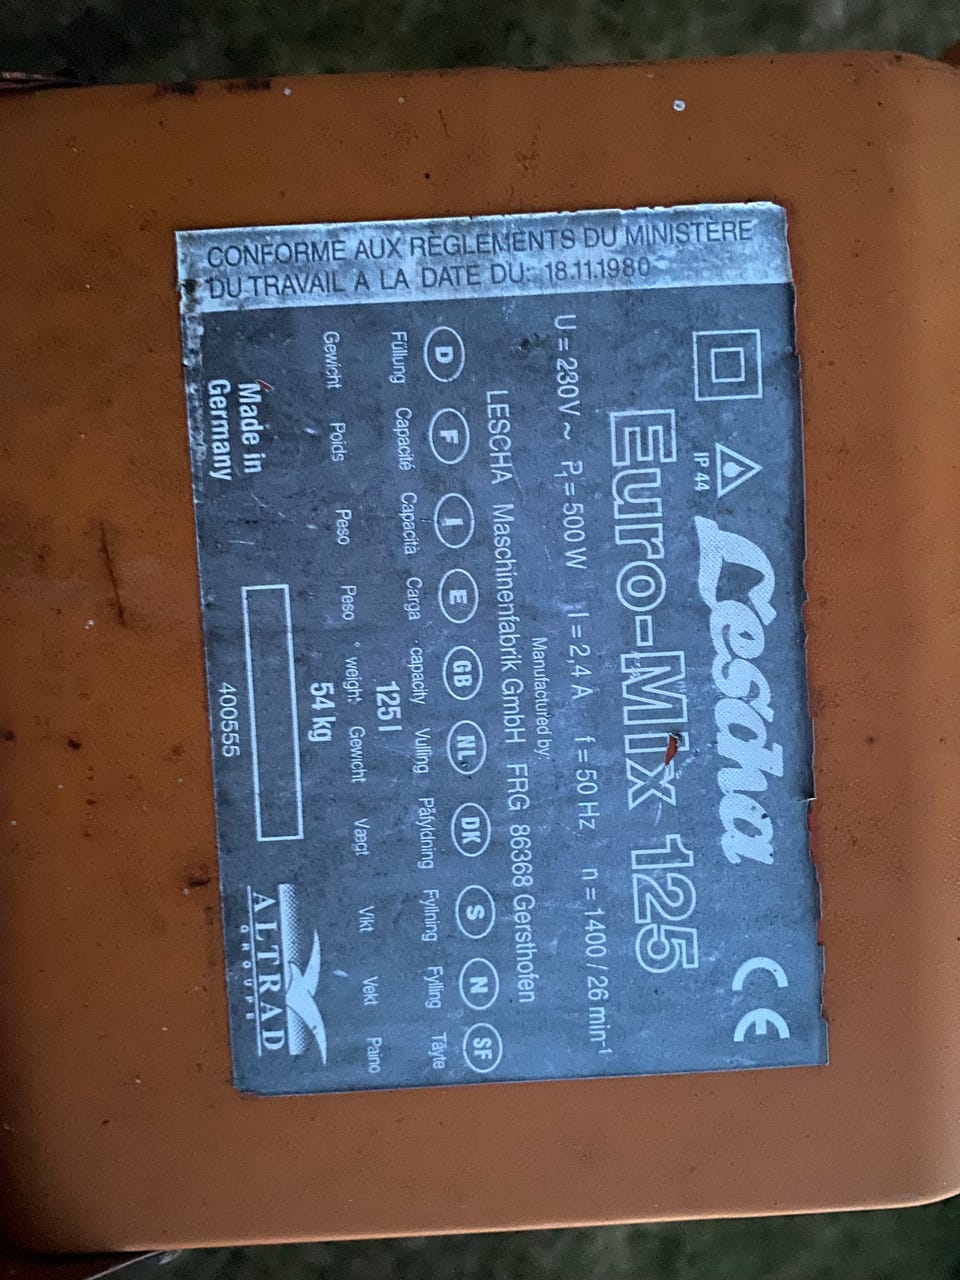 CONFORME AUX RÈGLEMENTS DU MINISTÈRE
DU TRAVAIL A LA DATE DU: 18.11.1980
IP 44
Lescha
CE
Euro-Mix 125
U = 230V ~ P₁ = 500 W I = 2,4 A f = 50 Hz n = 1400 / 26 min⁻¹
Manufactured by:
LESCHA Maschinenfabrik GmbH FRG 86368 Gersthofen
D F I E GB NL DK S N SF
Füllung Capacité Capacità Carga capacity Vulling Påfyldning Fyllning Fylling Täyte
125 l
Gewicht Poids Peso Peso weight Gewicht Vægt Vikt Vekt Paino
54 kg
Made in
Germany
400555
ALTRAD
GROUPE